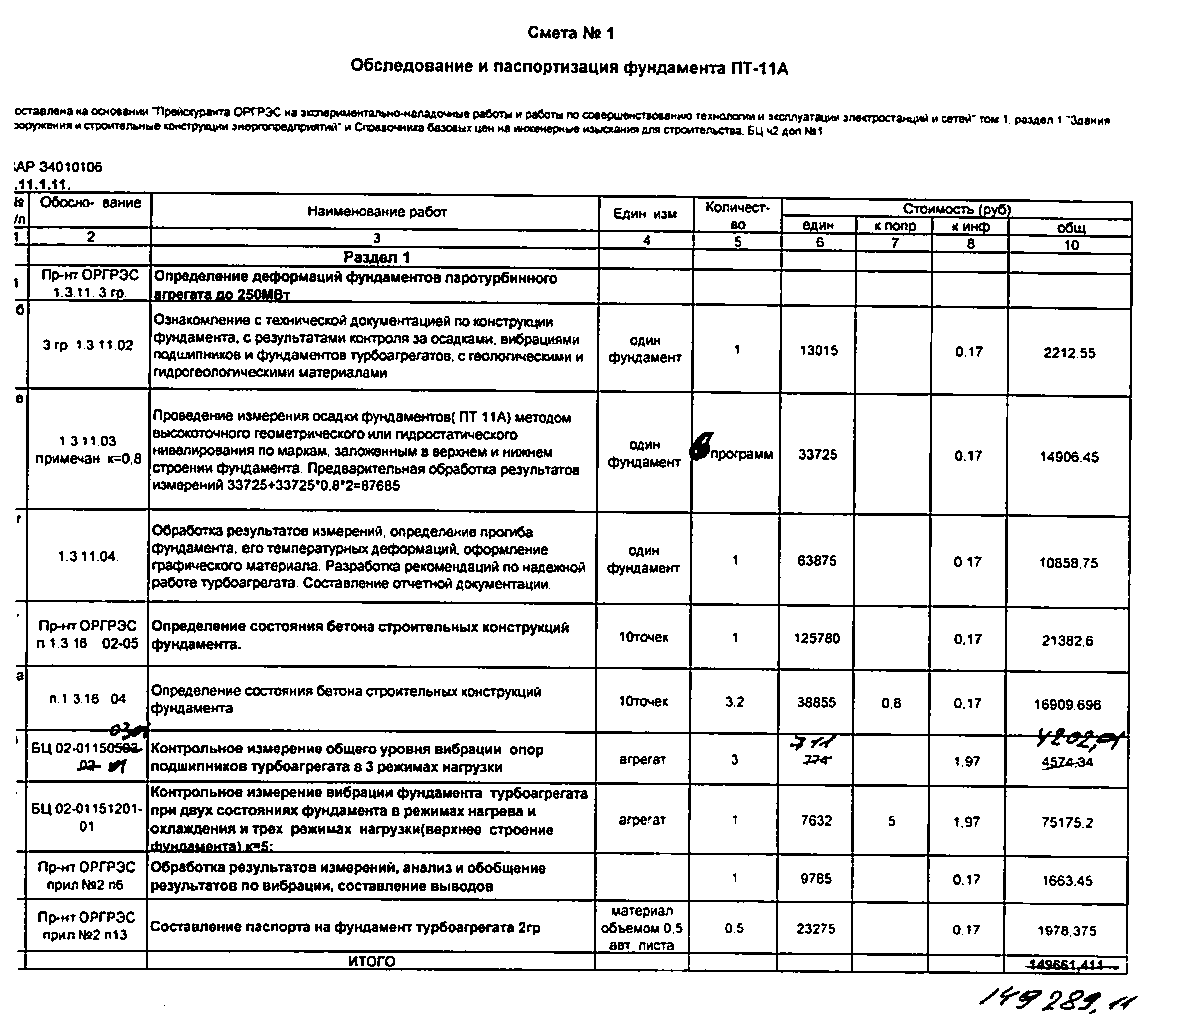 Смета № 1
Обследование и паспортизация фундамента ПТ-11А
оставлена на основании "Прейскуранта ОРГРЭС на экспериментально-наладочные работы и работы по совершенствованию технологии и эксплуатации электростанций и сетей" том 1. раздел 1 "Здания
ооружения и строительные конструкции энергопредприятий" и Справочника базовых цен на инженерные изыскания для строительства. БЦ ч2 доп №1
АР 34010106
.11.1.11.
№ /п Обосно- вание Наименование работ Един изм Количест-во Стоимость (руб)
един к попр к инф общ
1 2 3 4 5 6 7 8 10
Раздел 1
1 Пр-нт ОРГРЭС 1.3.11. 3 гр. Определение деформаций фундаментов паротурбинного
агрегата до 250МВт
б 3 гр 1.3 11.02 Ознакомление с технической документацией по конструкции
фундамента, с результатами контроля за осадками, вибрациями
подшипников и фундаментов турбоагрегатов, с геологическими и
гидрогеологическими материалами
один фундамент 1 13015 0.17 2212.55
в 1 3 11.03 примечан к=0,8 Проведение измерения осадки фундаментов( ПТ 11А) методом
высокоточного геометрического или гидростатического
нивелирования по маркам, заложенным в верхнем и нижнем
строении фундамента. Предварительная обработка результатов
измерений 33725+33725*0.8*2=87685
один фундамент программ 33725 0.17 14906.45
г 1.3 11.04. Обработка результатов измерений, определение прогиба
фундамента, его температурных деформаций, оформление
графического материала. Разработка рекомендаций по надежной
работе турбоагрегата. Составление отчетной документации.
один фундамент 1 63875 0 17 10858,75
Пр-нт ОРГРЭС п 1.3 16 02-05 Определение состояния бетона строительных конструкций
фундамента.
10точек 1 125780 0,17 21382,6
а п.1 3.16 04 Определение состояния бетона строительных конструкций
фундамента
10точек 3.2 38855 0,8 0,17 16909.696
0301 711 4202,01
БЦ 02-01150503-02 01 Контрольное измерение общего уровня вибрации опор
подшипников турбоагрегата в 3 режимах нагрузки
агрегат 3 774 1.97 4574.34
БЦ 02-01151201-01 Контрольное измерение вибрации фундамента турбоагрегата
при двух состояниях фундамента в режимах нагрева и
охлаждения и трех режимах нагрузки(верхнее строение
фундамента) к=5;
агрегат 1 7632 5 1,97 75175.2
Пр-нт ОРГРЭС прил №2 п6 Обработка результатов измерений, анализ и обобщение
результатов по вибрации, составление выводов
1 9785 0.17 1663.45
Пр-нт ОРГРЭС прил №2 п13 Составление паспорта на фундамент турбоагрегата 2гр
материал объемом 0,5 авт листа 0.5 23275 0.17 1978,375
ИТОГО 149661,411
149 289,11